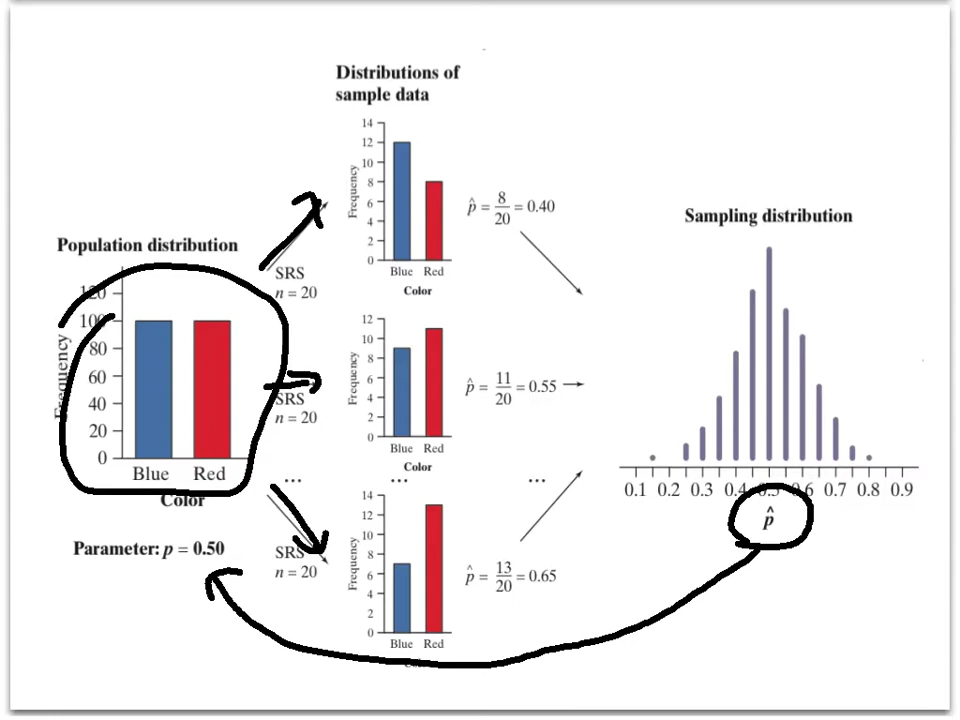 Distributions of
sample data
14
12
10
8
6
4
2
0
Frequency
Blue Red
Color
p̂ = 8/20 = 0.40
Sampling distribution
Population distribution
SRS
n = 20
120
100
80
60
40
20
0
Frequency
Blue Red
Color
Parameter: p = 0.50
12
10
8
6
4
2
0
Frequency
Blue Red
Color
SRS
n = 20
p̂ = 11/20 = 0.55
0.1 0.2 0.3 0.4 0.5 0.6 0.7 0.8 0.9
p̂
... ... ...
14
12
10
8
6
4
2
0
Frequency
Blue Red
SRS
n = 20
p̂ = 13/20 = 0.65